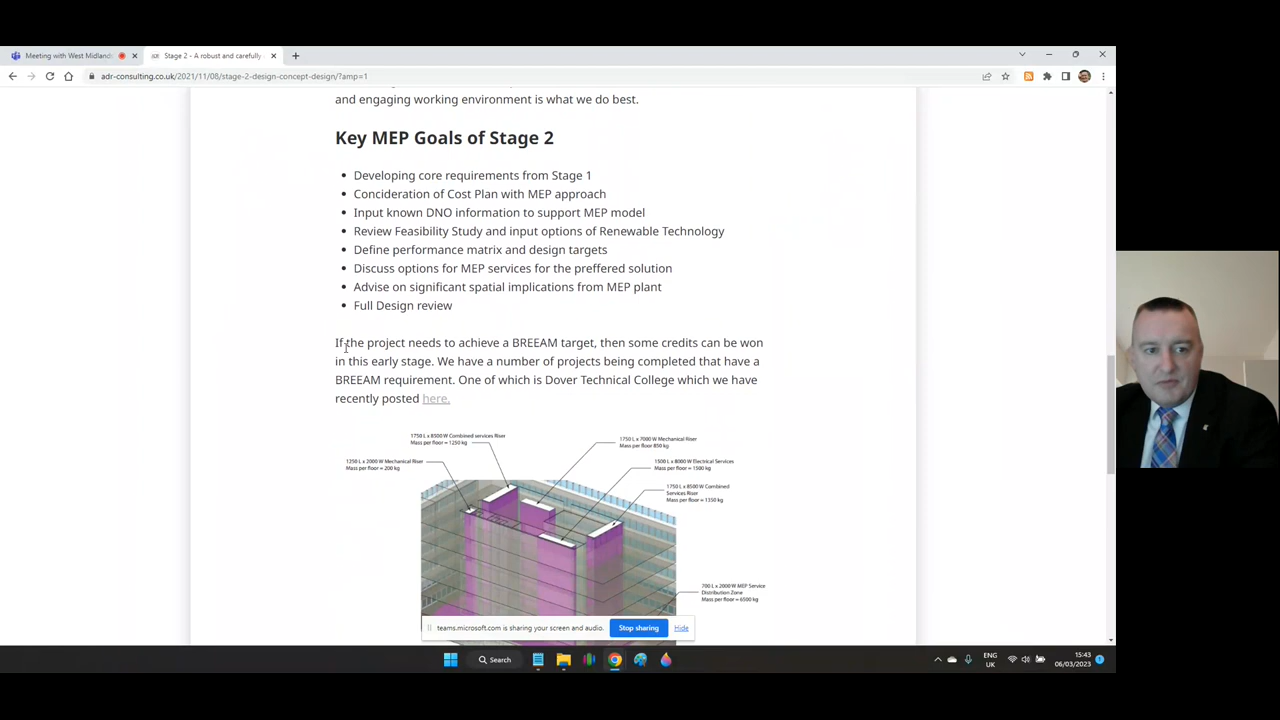 Meeting with West Midland
Stage 2 - A robust and carefully
adr-consulting.co.uk/2021/11/08/stage-2-design-concept-design/?amp=1
and engaging working environment is what we do best.
Key MEP Goals of Stage 2
Developing core requirements from Stage 1
Concideration of Cost Plan with MEP approach
Input known DNO information to support MEP model
Review Feasibility Study and input options of Renewable Technology
Define performance matrix and design targets
Discuss options for MEP services for the preffered solution
Advise on significant spatial implications from MEP plant
Full Design review
If the project needs to achieve a BREEAM target, then some credits can be won
in this early stage. We have a number of projects being completed that have a
BREEAM requirement. One of which is Dover Technical College which we have
recently posted here.
1750 L x 8500 W Combined services Riser
Mass per floor = 1250 kg
1750 L x 7000 W Mechanical Riser
Mass per floor 850 kg
1250 L x 2000 W Mechanical Riser
Mass per floor = 200 kg
1500 L x 8000 W Electrical Services
Mass per floor = 1500 kg
1750 L x 8500 W Combined
Services Riser
Mass per floor = 1350 kg
700 L x 2000 W MEP Service
Distribution Zone
Mass per floor = 6500 kg
teams.microsoft.com is sharing your screen and audio.
Stop sharing
Hide
Search
ENG
UK
15:43
06/03/2023